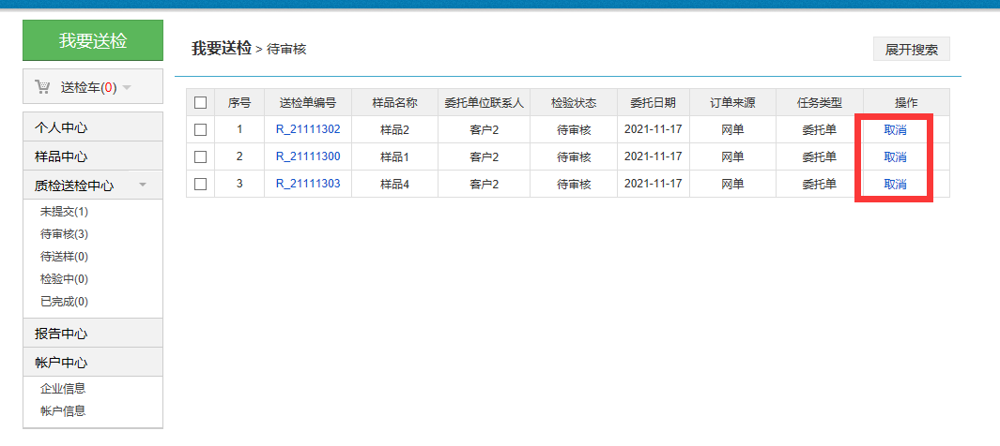 我要送检
送检车(0)
个人中心
样品中心
质检送检中心
未提交(1)
待审核(3)
待送样(0)
检验中(0)
已完成(0)
报告中心
帐户中心
企业信息
帐户信息
我要送检 > 待审核
展开搜索
序号 送检单编号 样品名称 委托单位联系人 检验状态 委托日期 订单来源 任务类型 操作
1 R_21111302 样品2 客户2 待审核 2021-11-17 网单 委托单 取消
2 R_21111300 样品1 客户2 待审核 2021-11-17 网单 委托单 取消
3 R_21111303 样品4 客户2 待审核 2021-11-17 网单 委托单 取消